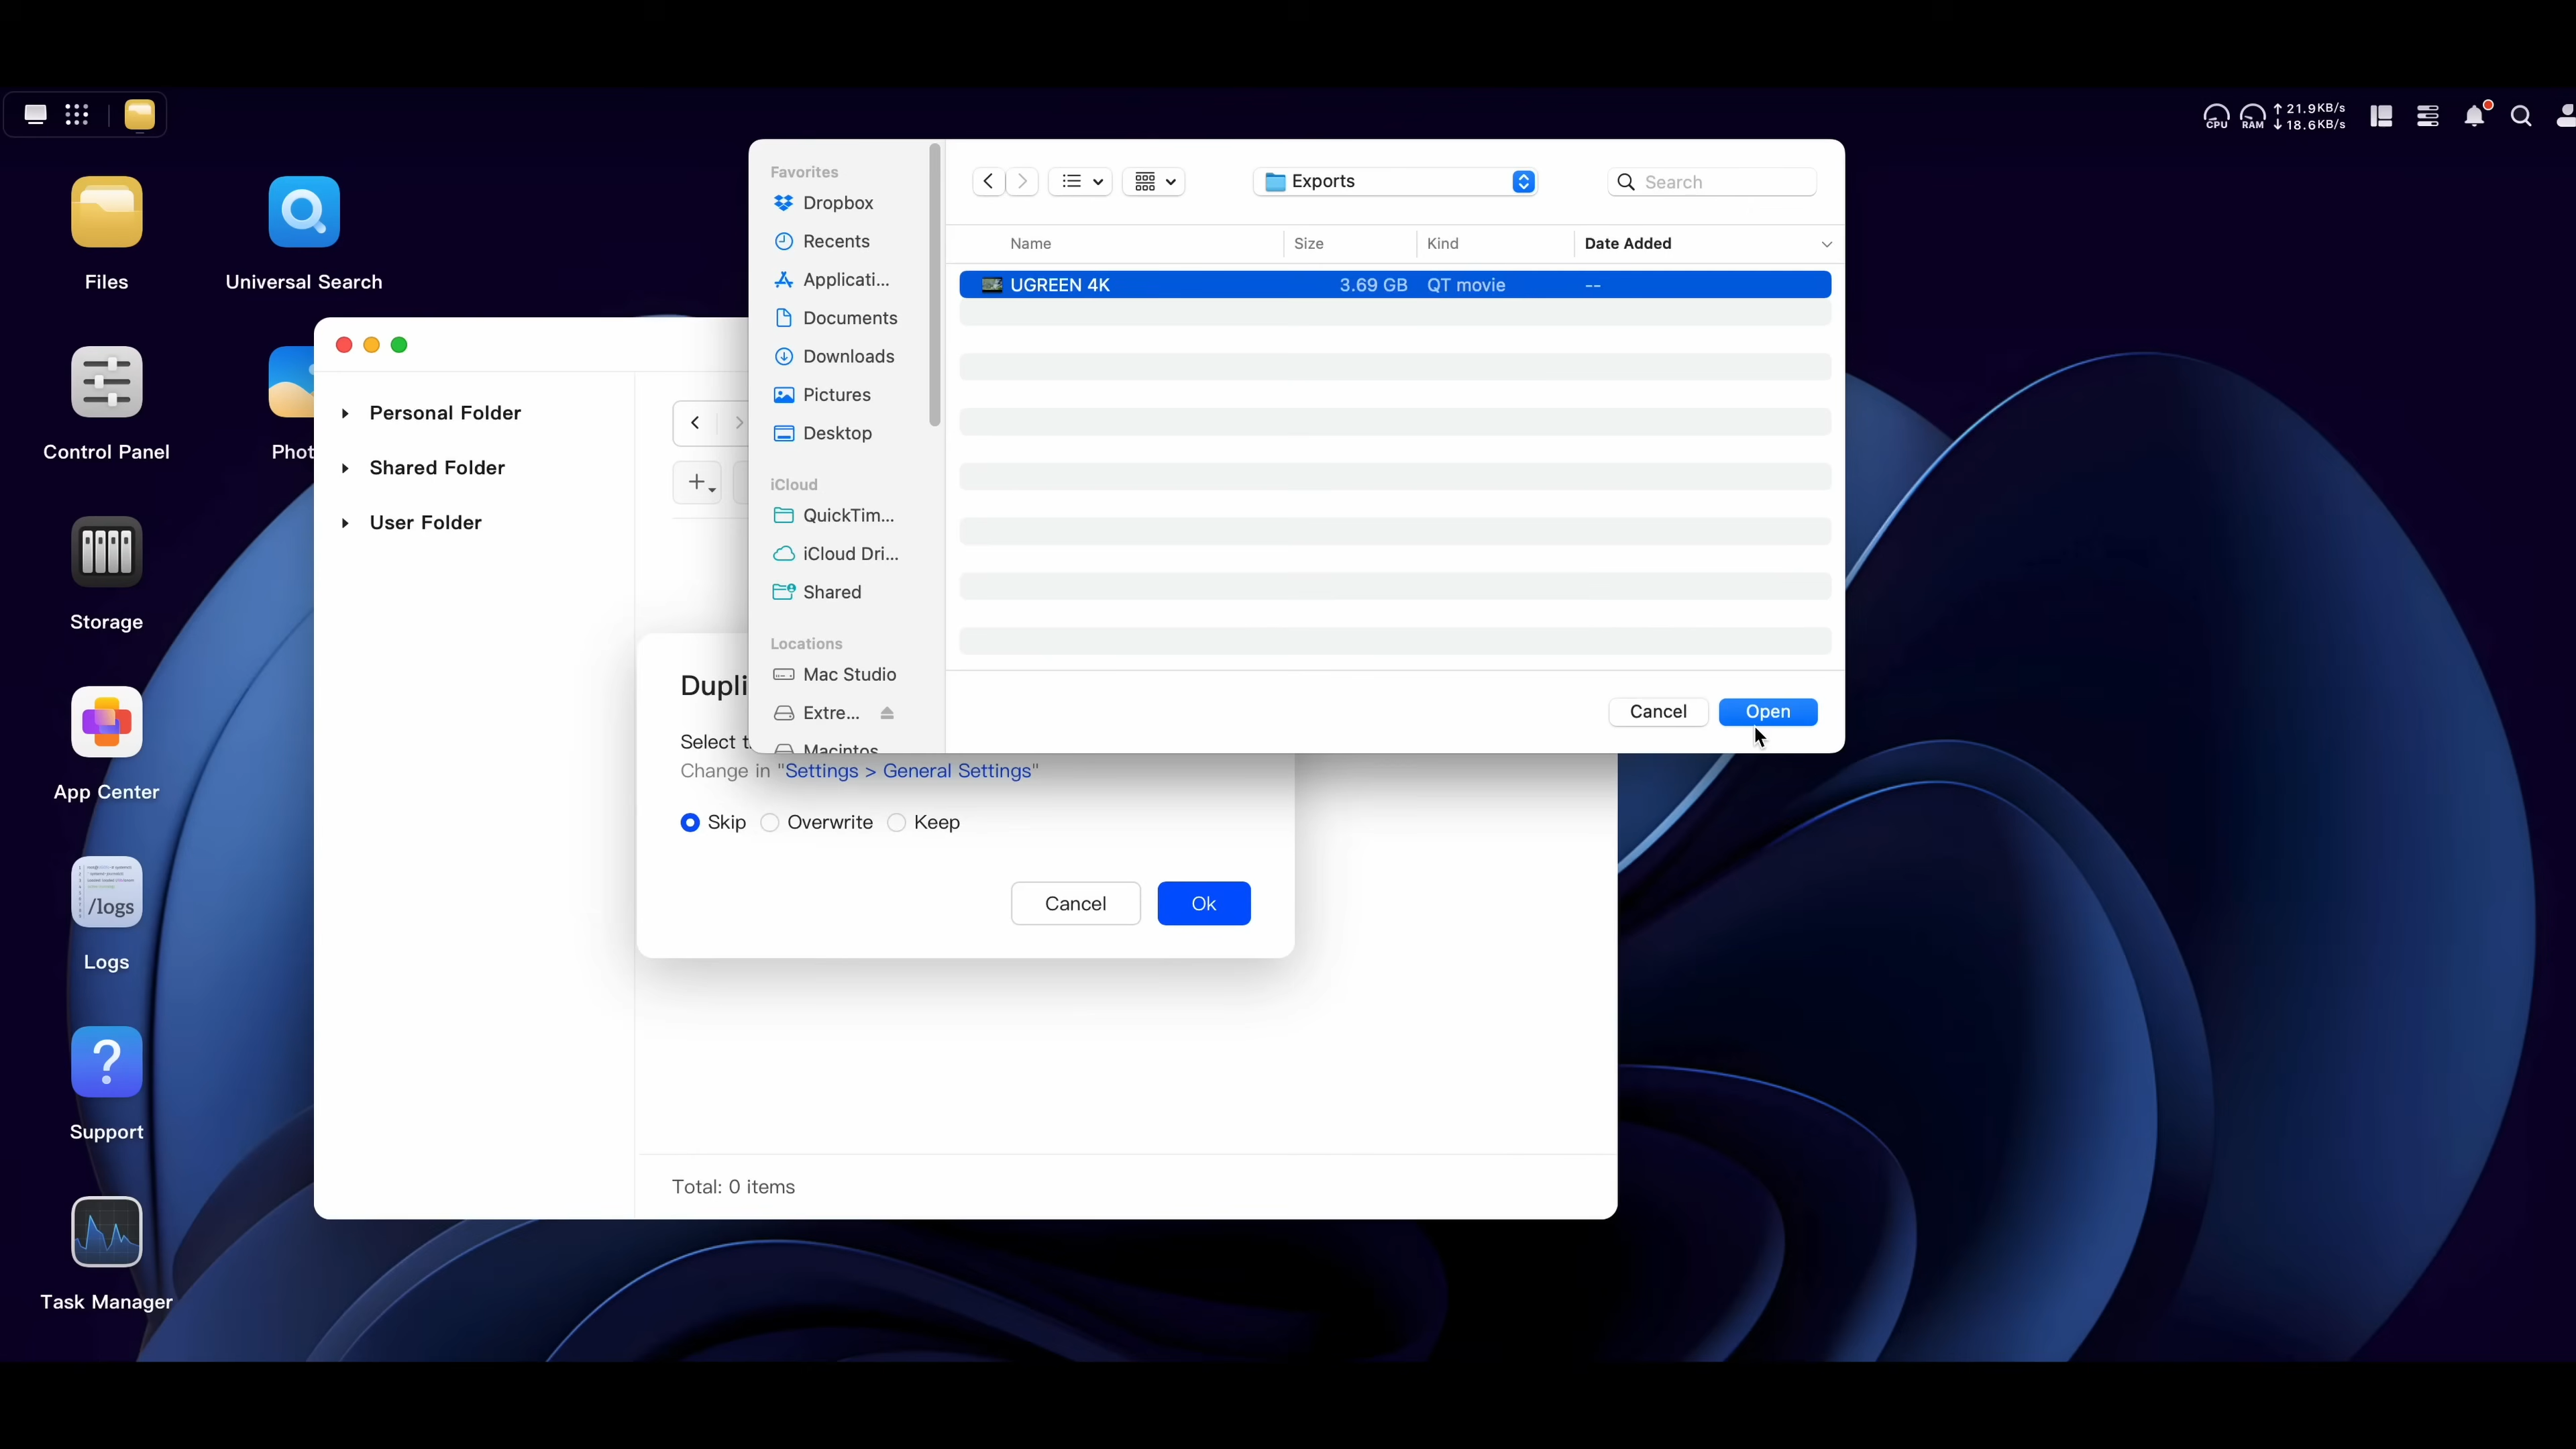 CPU
RAM
↑ 21.9KB/s
↓ 18.6KB/s
Files
Universal Search
Control Panel
Phot
Storage
App Center
/logs
Logs
?
Support
Task Manager
Personal Folder
Shared Folder
User Folder
Total: 0 items
Favorites
Dropbox
Recents
Applicati...
Documents
Downloads
Pictures
Desktop
iCloud
QuickTim...
iCloud Dri...
Shared
Locations
Mac Studio
Extre...
Macintos
Exports
Search
Name Size Kind Date Added
UGREEN 4K 3.69 GB QT movie --
Cancel Open
Dupli
Select
Change in "Settings > General Settings"
Skip Overwrite Keep
Cancel Ok